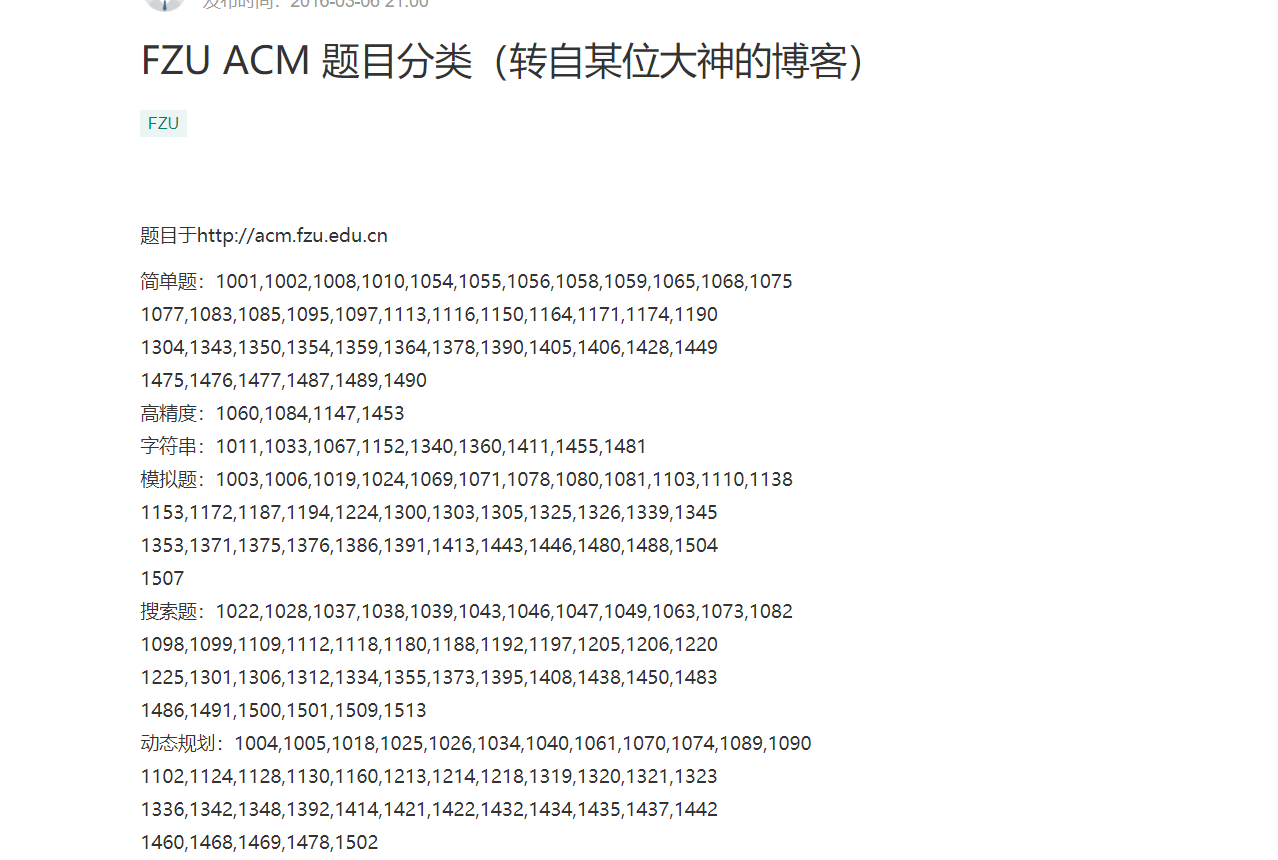 发布时间：2016-03-06 21:00
FZU ACM 题目分类（转自某位大神的博客）
FZU
题目于http://acm.fzu.edu.cn
简单题：1001,1002,1008,1010,1054,1055,1056,1058,1059,1065,1068,1075
1077,1083,1085,1095,1097,1113,1116,1150,1164,1171,1174,1190
1304,1343,1350,1354,1359,1364,1378,1390,1405,1406,1428,1449
1475,1476,1477,1487,1489,1490
高精度：1060,1084,1147,1453
字符串：1011,1033,1067,1152,1340,1360,1411,1455,1481
模拟题：1003,1006,1019,1024,1069,1071,1078,1080,1081,1103,1110,1138
1153,1172,1187,1194,1224,1300,1303,1305,1325,1326,1339,1345
1353,1371,1375,1376,1386,1391,1413,1443,1446,1480,1488,1504
1507
搜索题：1022,1028,1037,1038,1039,1043,1046,1047,1049,1063,1073,1082
1098,1099,1109,1112,1118,1180,1188,1192,1197,1205,1206,1220
1225,1301,1306,1312,1334,1355,1373,1395,1408,1438,1450,1483
1486,1491,1500,1501,1509,1513
动态规划：1004,1005,1018,1025,1026,1034,1040,1061,1070,1074,1089,1090
1102,1124,1128,1130,1160,1213,1214,1218,1319,1320,1321,1323
1336,1342,1348,1392,1414,1421,1422,1432,1434,1435,1437,1442
1460,1468,1469,1478,1502